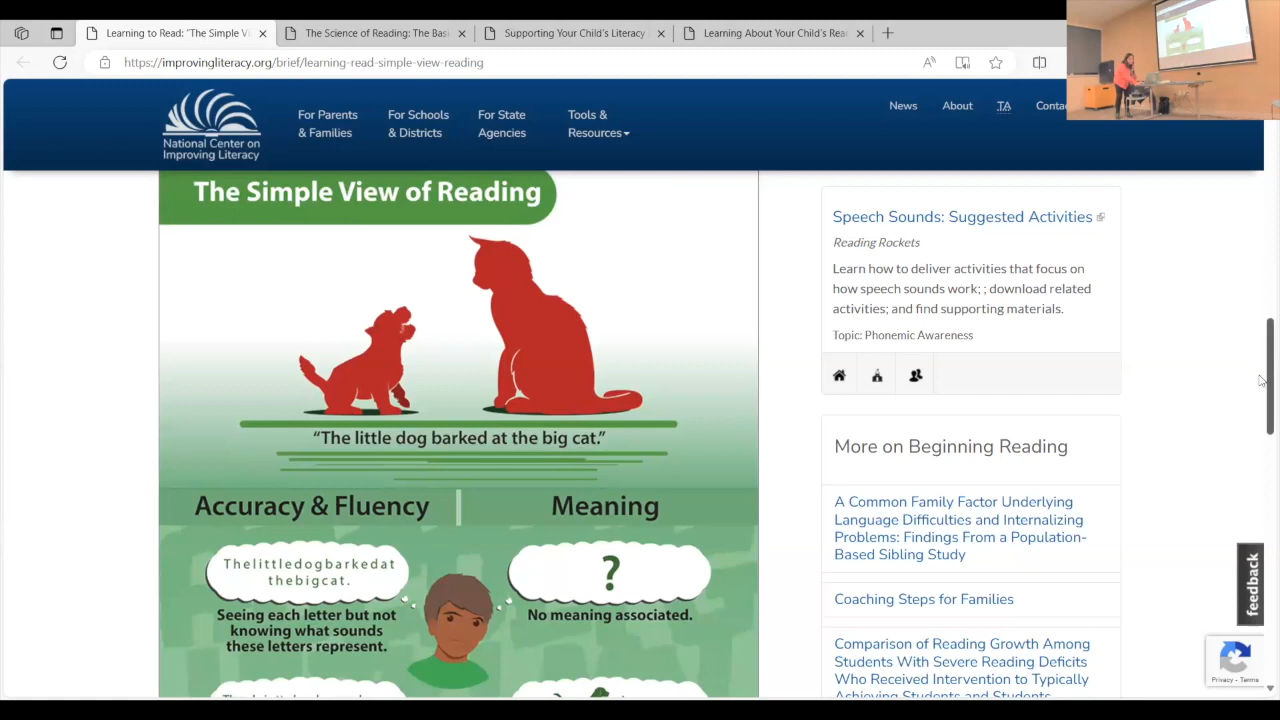 Learning to Read: "The Simple Vi
The Science of Reading: The Basi
Supporting Your Child's Literacy
Learning About Your Child's Rea
https://improvingliteracy.org/brief/learning-read-simple-view-reading
National Center on
Improving Literacy
For Parents
& Families
For Schools
& Districts
For State
Agencies
Tools &
Resources
News
About
TA
Conta
The Simple View of Reading
"The little dog barked at the big cat."
Accuracy & Fluency
Meaning
Thelittledogbarkedat
thebigcat.
?
Seeing each letter but not
knowing what sounds
these letters represent.
No meaning associated.
Speech Sounds: Suggested Activities
Reading Rockets
Learn how to deliver activities that focus on
how speech sounds work; ; download related
activities; and find supporting materials.
Topic: Phonemic Awareness
More on Beginning Reading
A Common Family Factor Underlying
Language Difficulties and Internalizing
Problems: Findings From a Population-
Based Sibling Study
Coaching Steps for Families
Comparison of Reading Growth Among
Students With Severe Reading Deficits
Who Received Intervention to Typically
Achieving Students and Students
feedback
Privacy - Terms